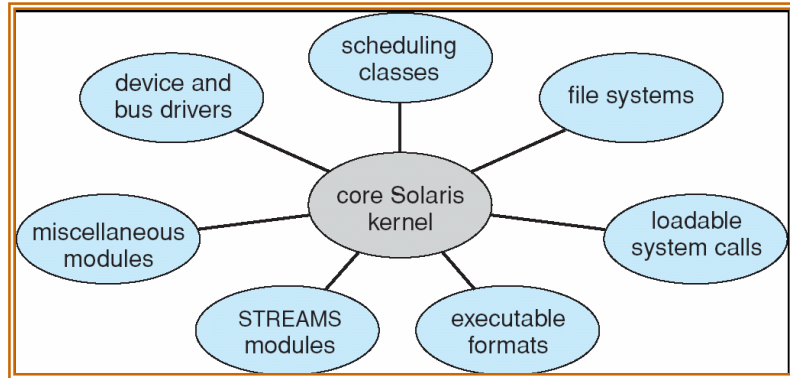 scheduling
classes
device and
bus drivers
file systems
core Solaris
kernel
miscellaneous
modules
loadable
system calls
STREAMS
modules
executable
formats